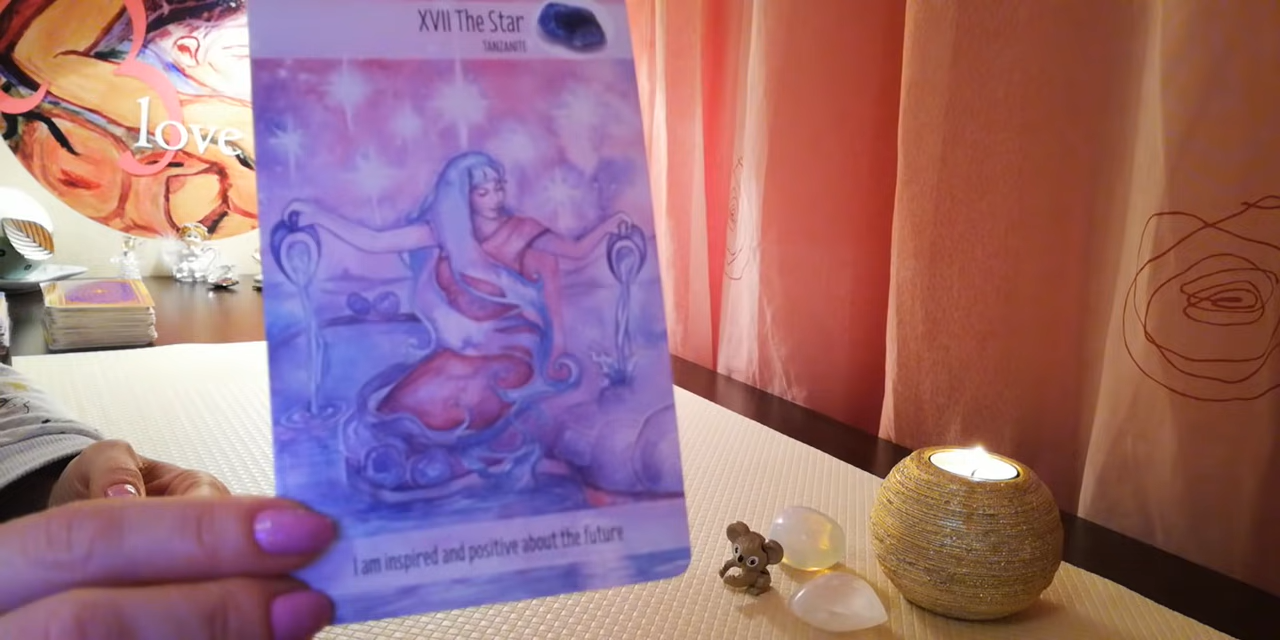 XVII The Star
TANZANITE
love
I am inspired and positive about the future